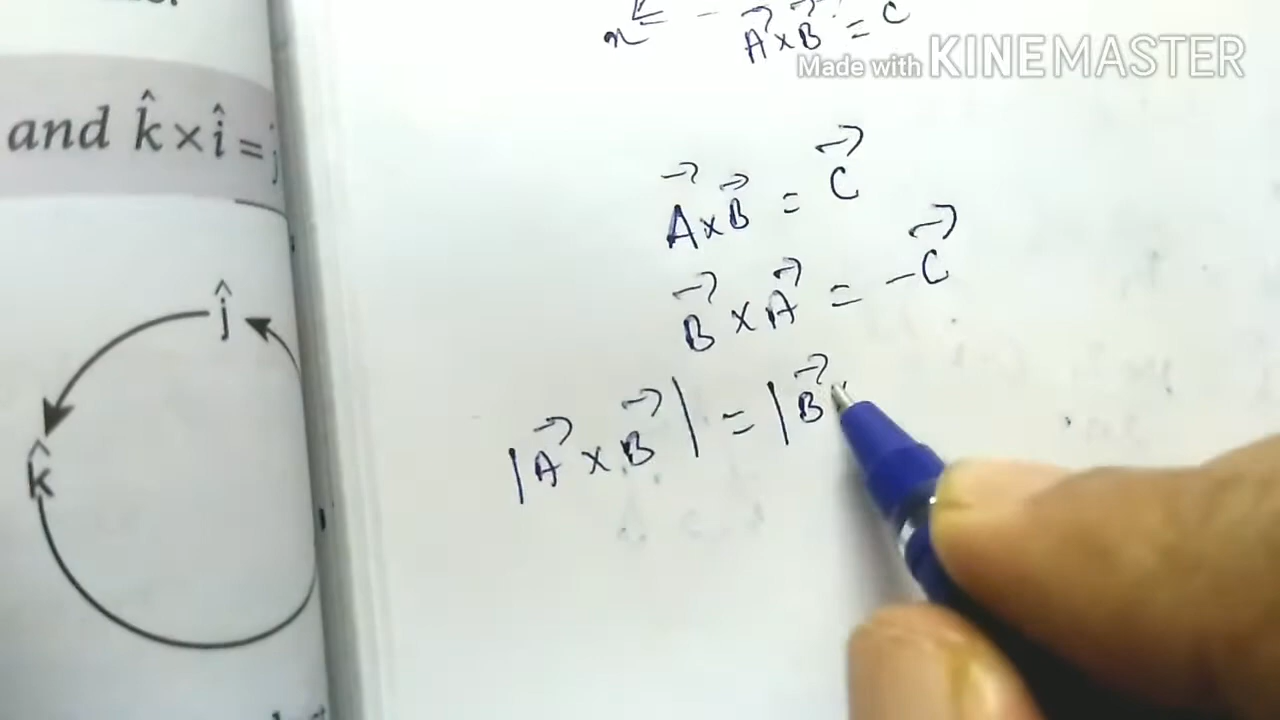 A⃗ × B⃗ = C
Made with KINEMASTER
and k̂ × î = ĵ
A⃗ × B⃗ = C⃗
B⃗ × A⃗ = -C⃗
|A⃗ × B⃗| = |B⃗
ĵ
k̂